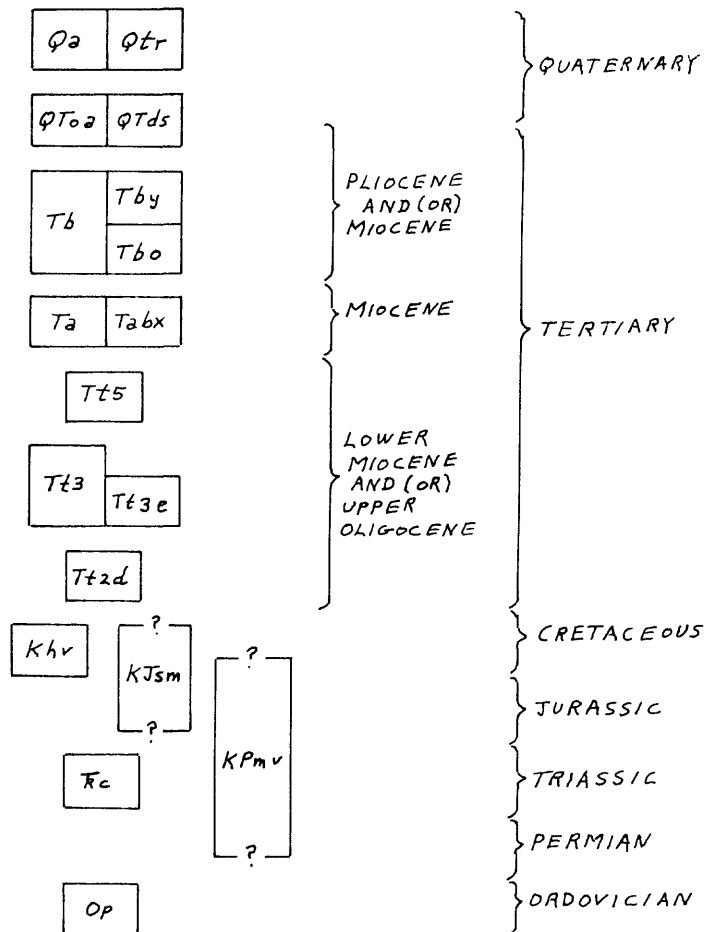 Qa Qtr
QUATERNARY
QToa QTds
Tb Tby
Tbo
PLIOCENE
AND (OR)
MIOCENE
Ta Tabx
MIOCENE
TERTIARY
Tt5
Tt3 Tt3e
LOWER
MIOCENE
AND (OR)
UPPER
OLIGOCENE
Tt2d
Khv
?
KJsm
?
CRETACEOUS
?
KPmv
?
JURASSIC
Ꞧc
TRIASSIC
PERMIAN
Op
ORDOVICIAN